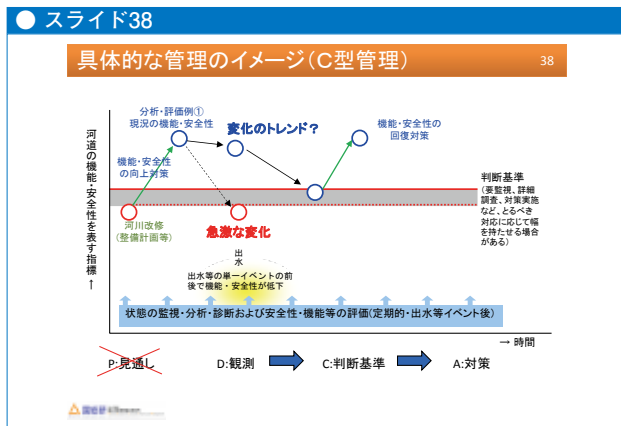 スライド38
具体的な管理のイメージ(C型管理)
38
分析・評価例①
現況の機能・安全性
変化のトレンド？
機能・安全性の
回復対策
機能・安全性
の向上対策
河道の機能・安全性を表す指標 →
判断基準
(要監視、詳細
調査、対策実施
など、とるべき
対応に応じて幅
を持たせる場合
がある)
河川改修
(整備計画等)
急激な変化
出水
出水等の単一イベントの前
後で機能・安全性が低下
状態の監視・分析・診断および安全性・機能等の評価(定期的・出水等イベント後)
→ 時間
P:見通し
D:観測
C:判断基準
A:対策
国総研